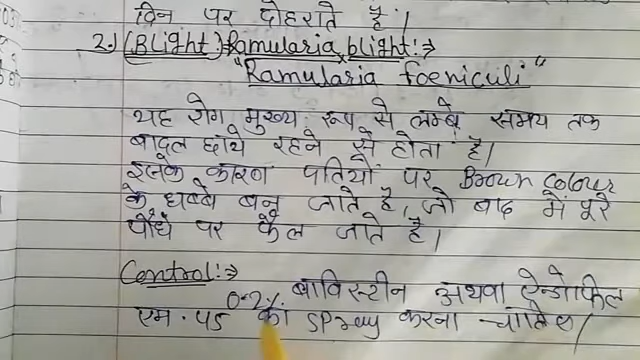 दिन पर दोहराते है।
2.) (Blight) Ramularia blight:⇒
"Ramularia foeniculi"
यह रोग मुख्य रूप से लम्बे समय तक
बादल छाये रहने से होता है।
इसके कारण पतियों पर Brown colour
के धब्बे बन जाते है, जो बाद में पूरे
पौधे पर फैल जाते है।
Control:⇒
0.2% बाविस्टीन अथवा ऐन्डोफिल
एम. 45 का spray करना चाहिए।